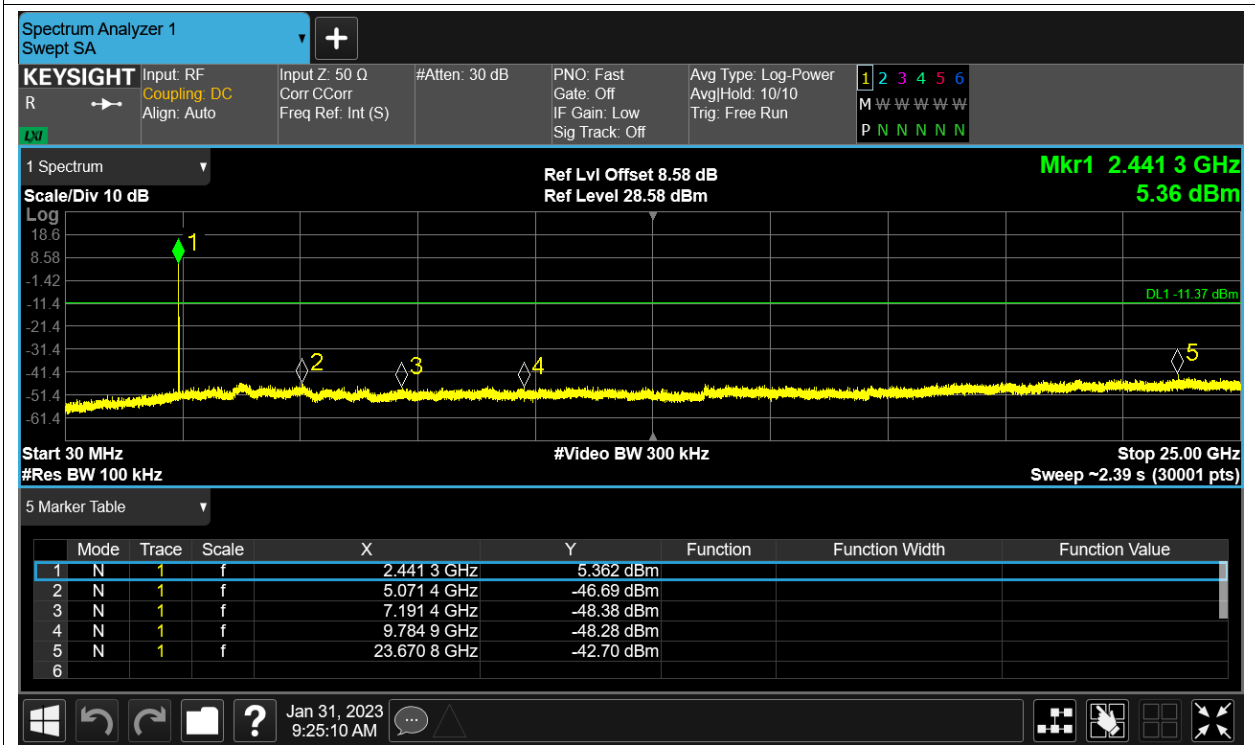 Spectrum Analyzer 1
Swept SA
KEYSIGHT
R
LXI
Input: RF
Coupling: DC
Align: Auto
Input Z: 50 Ω
Corr CCorr
Freq Ref: Int (S)
#Atten: 30 dB
PNO: Fast
Gate: Off
IF Gain: Low
Sig Track: Off
Avg Type: Log-Power
Avg|Hold: 10/10
Trig: Free Run
1 2 3 4 5 6
M W W W W W
P N N N N N
1 Spectrum
Scale/Div 10 dB
Ref Lvl Offset 8.58 dB
Ref Level 28.58 dBm
Mkr1 2.441 3 GHz
5.36 dBm
Log
18.6
8.58
-1.42
-11.4
-21.4
-31.4
-41.4
-51.4
-61.4
1
2
3
4
5
DL1 -11.37 dBm
Start 30 MHz
#Video BW 300 kHz
Stop 25.00 GHz
#Res BW 100 kHz
Sweep ~2.39 s (30001 pts)
5 Marker Table
Mode Trace Scale X Y Function Function Width Function Value
1 N 1 f 2.441 3 GHz 5.362 dBm
2 N 1 f 5.071 4 GHz -46.69 dBm
3 N 1 f 7.191 4 GHz -48.38 dBm
4 N 1 f 9.784 9 GHz -48.28 dBm
5 N 1 f 23.670 8 GHz -42.70 dBm
6
?
Jan 31, 2023
9:25:10 AM